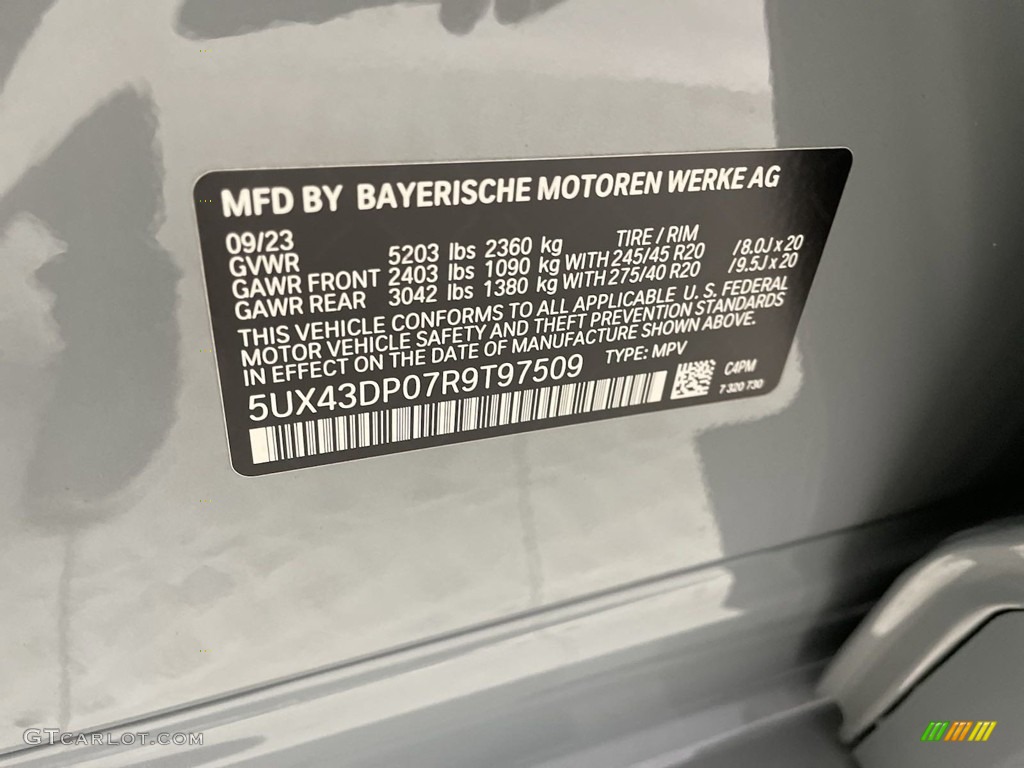 MFD BY BAYERISCHE MOTOREN WERKE AG
09/23 TIRE / RIM
GVWR 5203 lbs 2360 kg
GAWR FRONT 2403 lbs 1090 kg WITH 245/45 R20 /8.0J x 20
GAWR REAR 3042 lbs 1380 kg WITH 275/40 R20 /9.5J x 20
THIS VEHICLE CONFORMS TO ALL APPLICABLE U. S. FEDERAL
MOTOR VEHICLE SAFETY AND THEFT PREVENTION STANDARDS
IN EFFECT ON THE DATE OF MANUFACTURE SHOWN ABOVE.
5UX43DP07R9T97509 TYPE: MPV
C4PM
7 320 730
GTCARLOT.COM